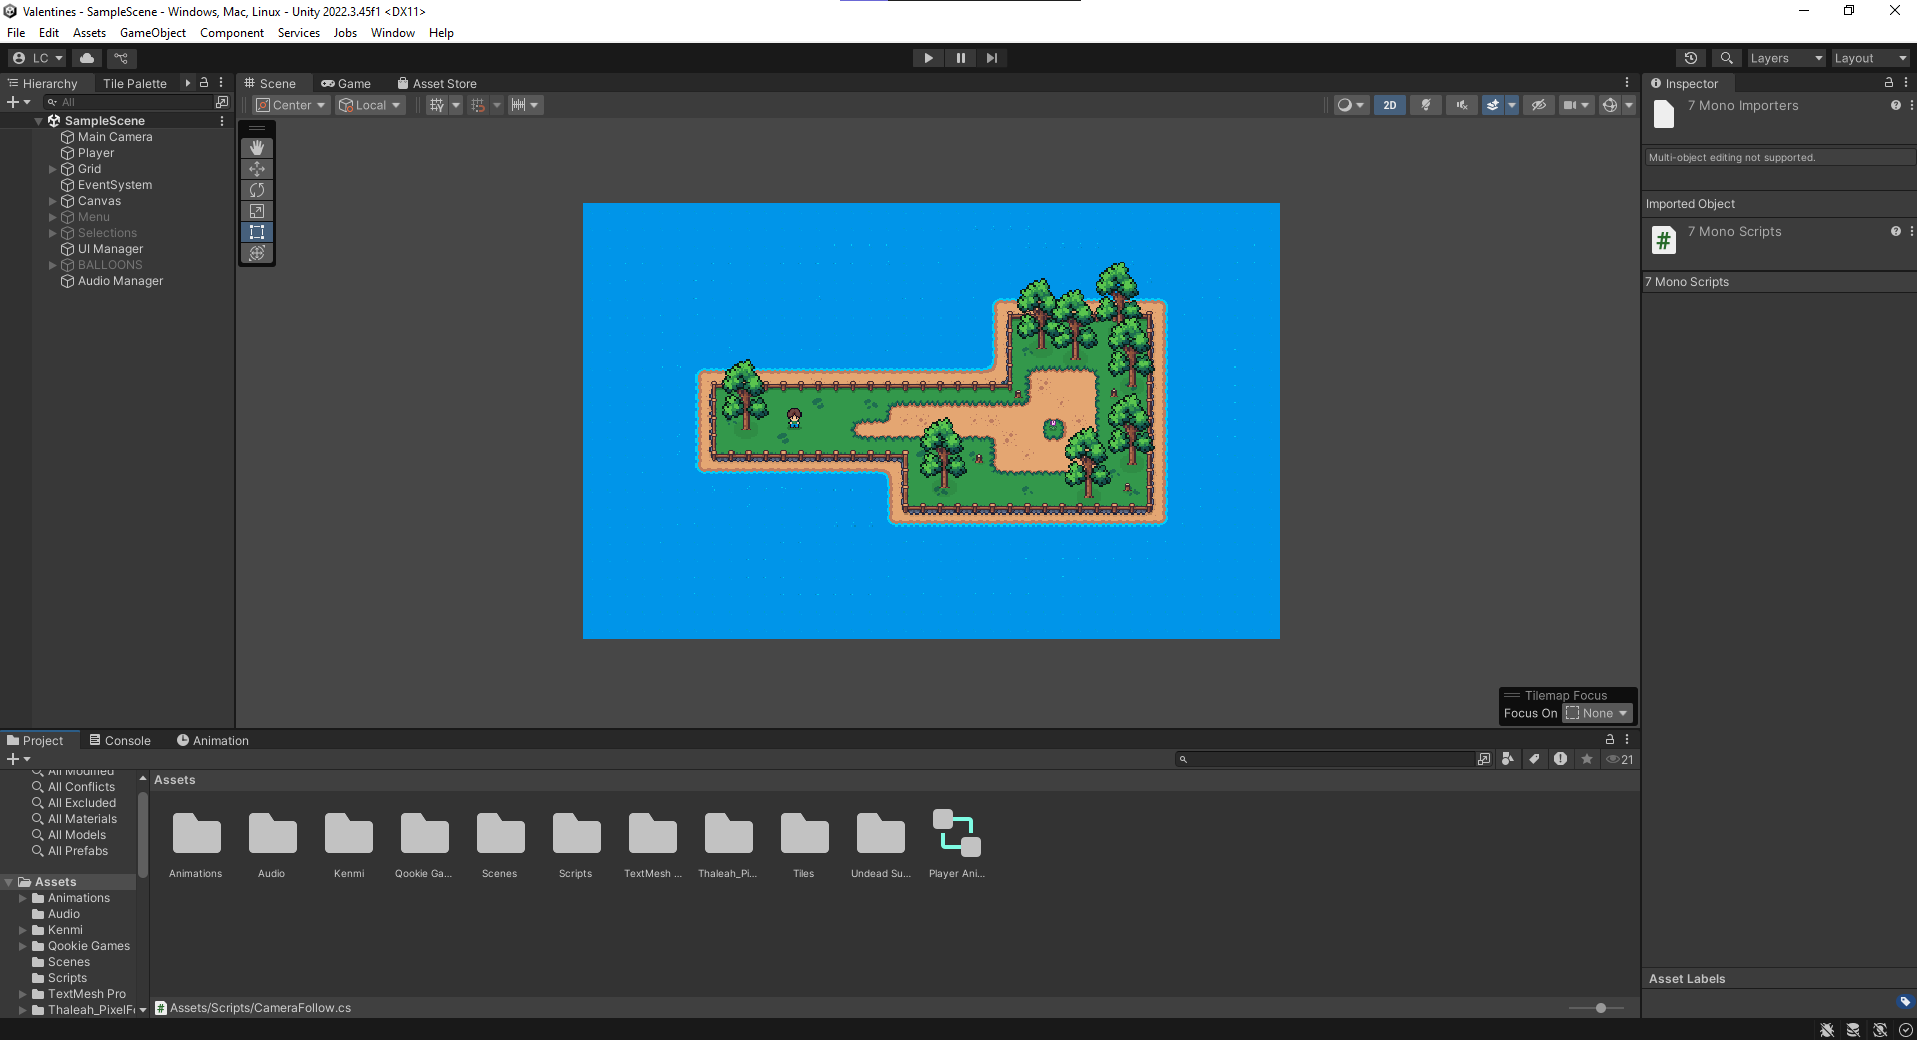 Valentines - SampleScene - Windows, Mac, Linux - Unity 2022.3.45f1 <DX11>
File Edit Assets GameObject Component Services Jobs Window Help
LC Layers Layout
Hierarchy Tile Palette
All
SampleScene
Main Camera
Player
Grid
EventSystem
Canvas
Menu
Selections
UI Manager
BALLOONS
Audio Manager
Scene Game Asset Store
Center Local 2D
Tilemap Focus
Focus On None
Inspector
7 Mono Importers
Multi-object editing not supported.
Imported Object
7 Mono Scripts
7 Mono Scripts
Asset Labels
Project Console Animation
21
All Modified
All Conflicts
All Excluded
All Materials
All Models
All Prefabs
Assets
Animations
Audio
Kenmi
Qookie Games
Scenes
Scripts
TextMesh Pro
Thaleah_PixelF
Assets
Animations Audio Kenmi Qookie Ga... Scenes Scripts TextMesh ... Thaleah_Pi... Tiles Undead Su... Player Ani...
Assets/Scripts/CameraFollow.cs